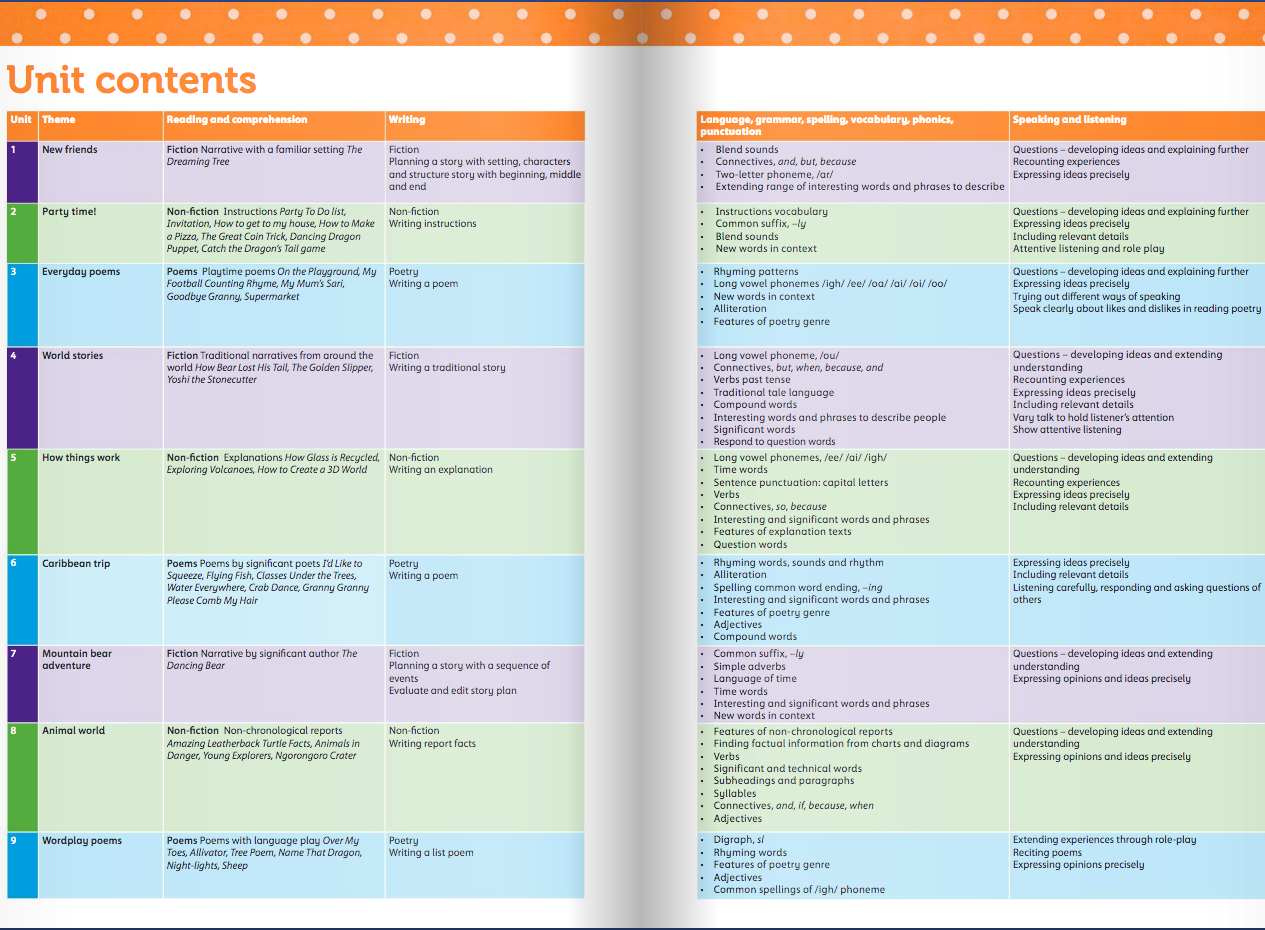 Unit contents
Unit
Theme
Reading and comprehension
Writing
Language, grammar, spelling, vocabulary, phonics,
punctuation
Speaking and listening
1
New friends
Fiction Narrative with a familiar setting The
Dreaming Tree
Fiction
Planning a story with setting, characters
and structure story with beginning, middle
and end
• Blend sounds
• Connectives, and, but, because
• Two-letter phoneme, /ar/
• Extending range of interesting words and phrases to describe
Questions – developing ideas and explaining further
Recounting experiences
Expressing ideas precisely
2
Party time!
Non-fiction Instructions Party To Do list,
Invitation, How to get to my house, How to Make
a Pizza, The Great Coin Trick, Dancing Dragon
Puppet, Catch the Dragon's Tail game
Non-fiction
Writing instructions
• Instructions vocabulary
• Common suffix, –ly
• Blend sounds
• New words in context
Questions – developing ideas and explaining further
Expressing ideas precisely
Including relevant details
Attentive listening and role play
3
Everyday poems
Poems Playtime poems On the Playground, My
Football Counting Rhyme, My Mum's Sari,
Goodbye Granny, Supermarket
Poetry
Writing a poem
• Rhyming patterns
• Long vowel phonemes /igh/ /ee/ /oa/ /ai/ /oi/ /oo/
• New words in context
• Alliteration
• Features of poetry genre
Questions – developing ideas and explaining further
Expressing ideas precisely
Trying out different ways of speaking
Speak clearly about likes and dislikes in reading poetry
4
World stories
Fiction Traditional narratives from around the
world How Bear Lost His Tail, The Golden Slipper,
Yoshi the Stonecutter
Fiction
Writing a traditional story
• Long vowel phoneme, /ou/
• Connectives, but, when, because, and
• Verbs past tense
• Traditional tale language
• Compound words
• Interesting words and phrases to describe people
• Significant words
• Respond to question words
Questions – developing ideas and extending
understanding
Recounting experiences
Expressing ideas precisely
Including relevant details
Vary talk to hold listener's attention
Show attentive listening
5
How things work
Non-fiction Explanations How Glass is Recycled,
Exploring Volcanoes, How to Create a 3D World
Non-fiction
Writing an explanation
• Long vowel phonemes, /ee/ /ai/ /igh/
• Time words
• Sentence punctuation: capital letters
• Verbs
• Connectives, so, because
• Interesting and significant words and phrases
• Features of explanation texts
• Question words
Questions – developing ideas and extending
understanding
Recounting experiences
Expressing ideas precisely
Including relevant details
6
Caribbean trip
Poems Poems by significant poets I'd Like to
Squeeze, Flying Fish, Classes Under the Trees,
Water Everywhere, Crab Dance, Granny Granny
Please Comb My Hair
Poetry
Writing a poem
• Rhyming words, sounds and rhythm
• Alliteration
• Spelling common word ending, –ing
• Interesting and significant words and phrases
• Features of poetry genre
• Adjectives
• Compound words
Expressing ideas precisely
Including relevant details
Listening carefully, responding and asking questions of
others
7
Mountain bear
adventure
Fiction Narrative by significant author The
Dancing Bear
Fiction
Planning a story with a sequence of
events
Evaluate and edit story plan
• Common suffix, –ly
• Simple adverbs
• Language of time
• Time words
• Interesting and significant words and phrases
• New words in context
Questions – developing ideas and extending
understanding
Expressing opinions and ideas precisely
8
Animal world
Non-fiction Non-chronological reports
Amazing Leatherback Turtle Facts, Animals in
Danger, Young Explorers, Ngorongoro Crater
Non-fiction
Writing report facts
• Features of non-chronological reports
• Finding factual information from charts and diagrams
• Verbs
• Significant and technical words
• Subheadings and paragraphs
• Syllables
• Connectives, and, if, because, when
• Adjectives
Questions – developing ideas and extending
understanding
Expressing opinions and ideas precisely
9
Wordplay poems
Poems Poems with language play Over My
Toes, Allivator, Tree Poem, Name That Dragon,
Night-lights, Sheep
Poetry
Writing a list poem
• Digraph, sl
• Rhyming words
• Features of poetry genre
• Adjectives
• Common spellings of /igh/ phoneme
Extending experiences through role-play
Reciting poems
Expressing opinions precisely